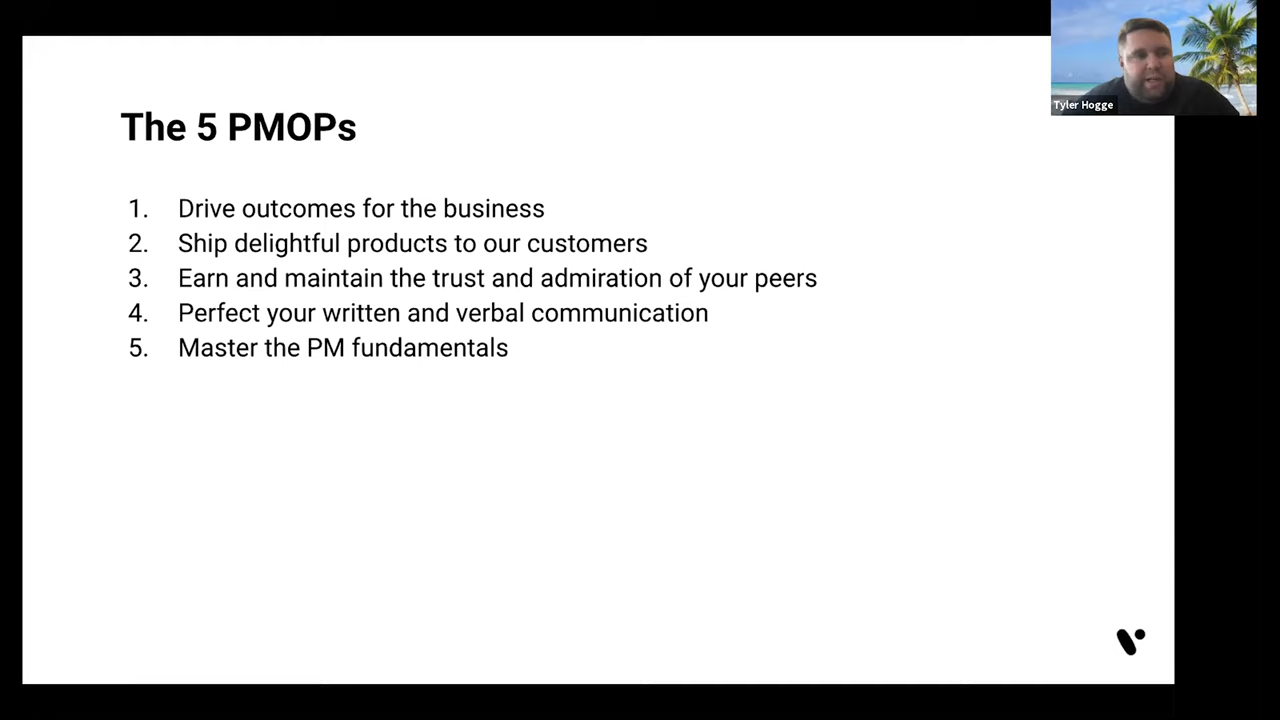 The 5 PMOPs
1. Drive outcomes for the business
2. Ship delightful products to our customers
3. Earn and maintain the trust and admiration of your peers
4. Perfect your written and verbal communication
5. Master the PM fundamentals
Tyler Hogge